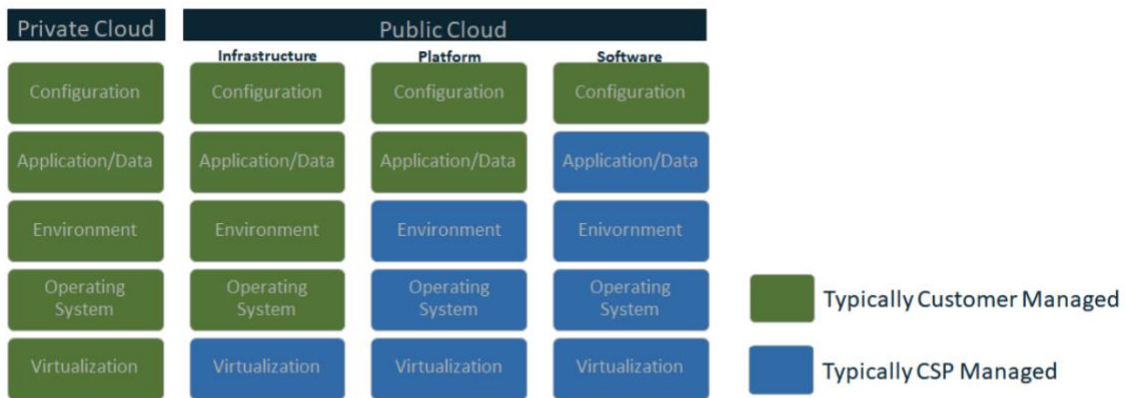 Private Cloud
Public Cloud
Infrastructure
Platform
Software
Configuration
Configuration
Configuration
Configuration
Application/Data
Application/Data
Application/Data
Application/Data
Environment
Environment
Environment
Enivornment
Operating
System
Operating
System
Operating
System
Operating
System
Typically Customer Managed
Virtualization
Virtualization
Virtualization
Virtualization
Typically CSP Managed